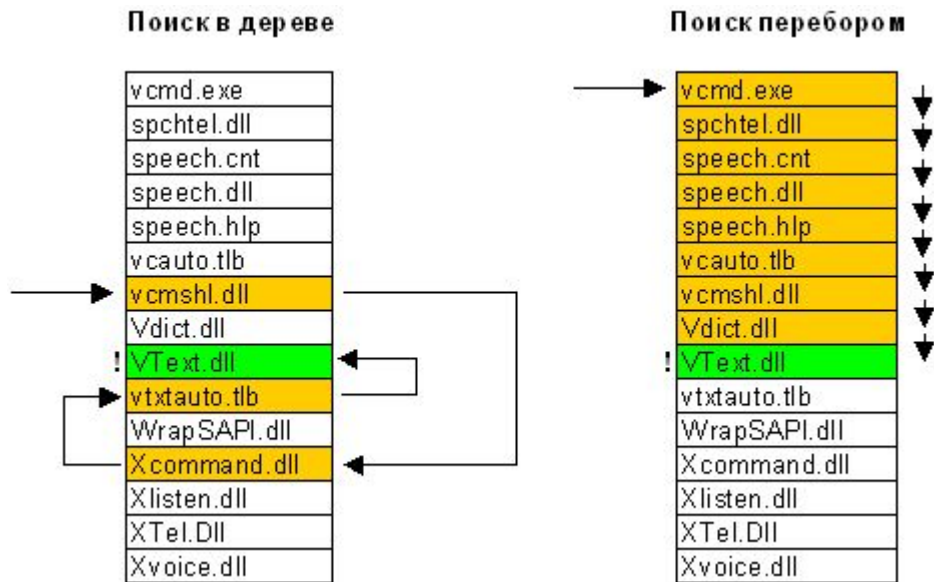 Поиск в дереве
vcmd.exe
spchtel.dll
speech.cnt
speech.dll
speech.hlp
vcauto.tlb
vcmshl.dll
Vdict.dll
! VText.dll
vtxtauto.tlb
WrapSAPI.dll
Xcommand.dll
Xlisten.dll
XTel.Dll
Xvoice.dll
Поиск перебором
vcmd.exe
spchtel.dll
speech.cnt
speech.dll
speech.hlp
vcauto.tlb
vcmshl.dll
Vdict.dll
! VText.dll
vtxtauto.tlb
WrapSAPI.dll
Xcommand.dll
Xlisten.dll
XTel.Dll
Xvoice.dll